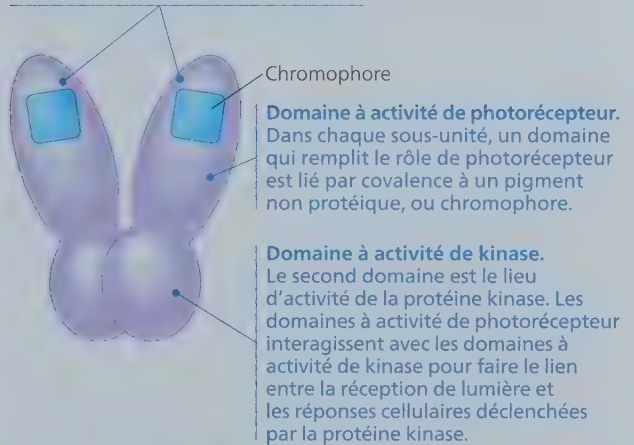 Chromophore
Domaine à activité de photorécepteur.
Dans chaque sous-unité, un domaine
qui remplit le rôle de photorécepteur
est lié par covalence à un pigment
non protéique, ou chromophore.
Domaine à activité de kinase.
Le second domaine est le lieu
d'activité de la protéine kinase. Les
domaines à activité de photorécepteur
interagissent avec les domaines à
activité de kinase pour faire le lien
entre la réception de lumière et
les réponses cellulaires déclenchées
par la protéine kinase.